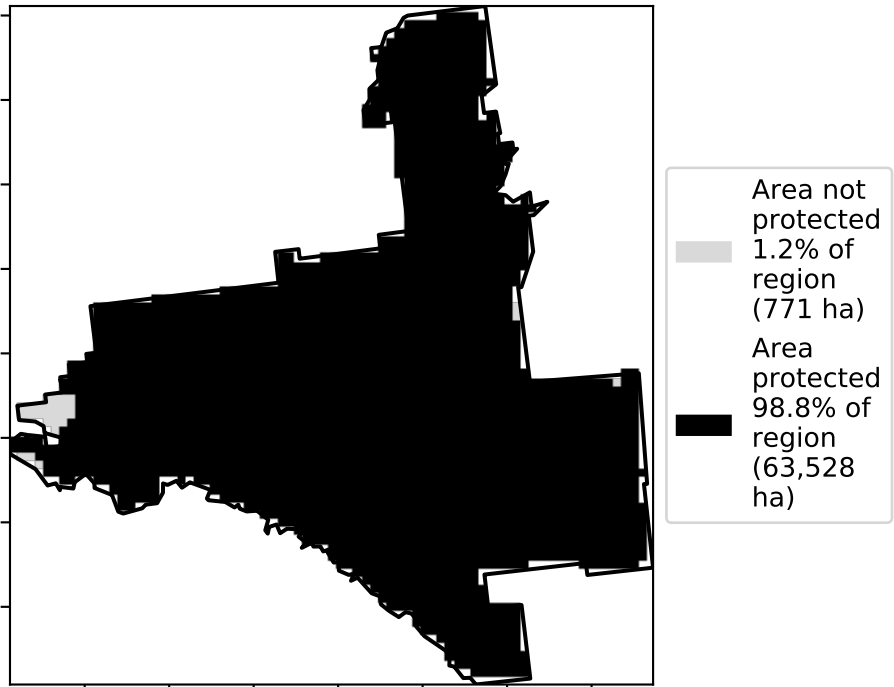 Area not
protected
1.2% of
region
(771 ha)
Area
protected
98.8% of
region
(63,528
ha)